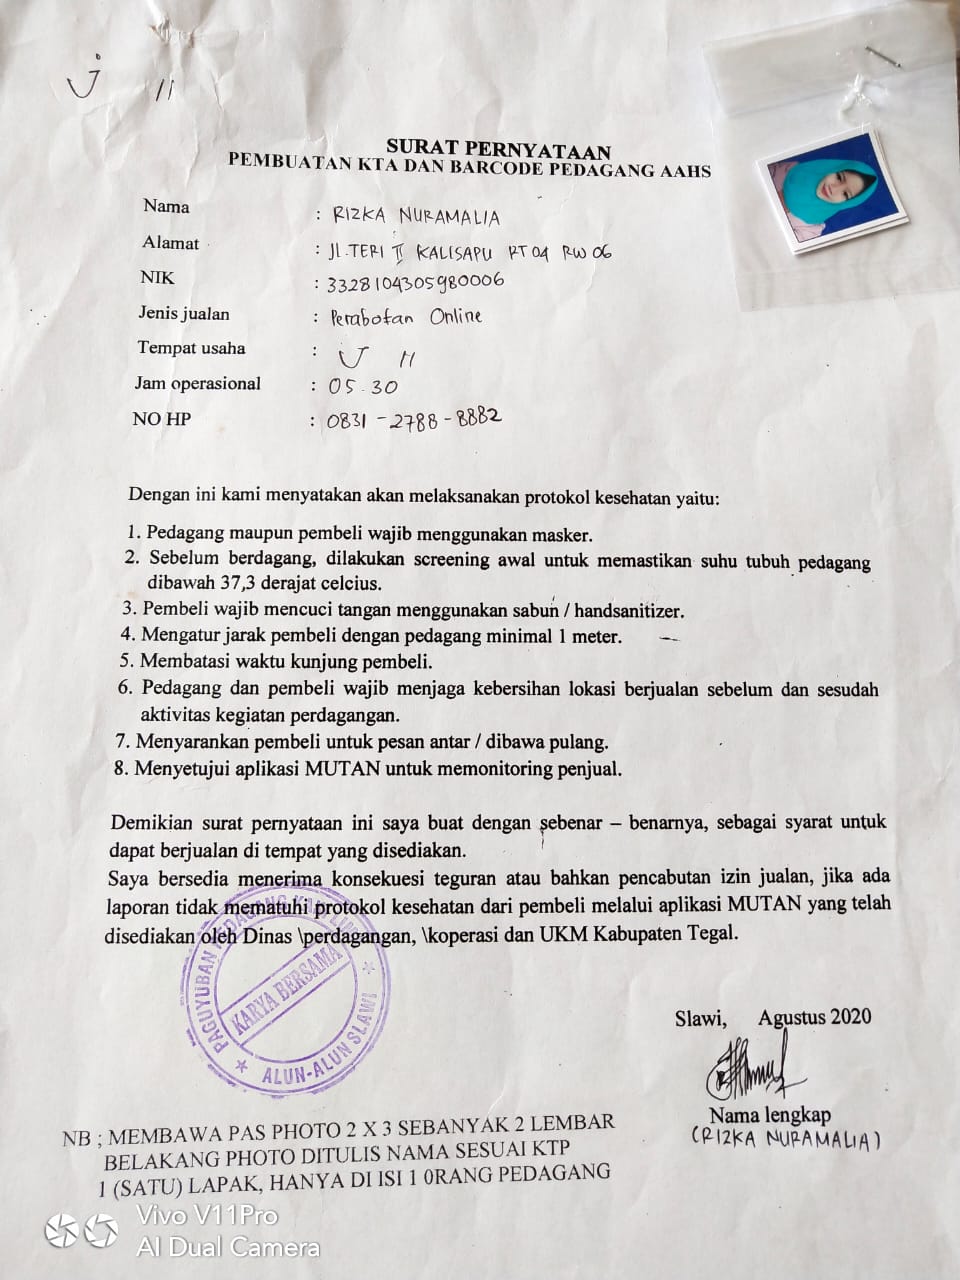 U 11
SURAT PERNYATAAN
PEMBUATAN KTA DAN BARCODE PEDAGANG AAHS
Nama : RIZKA NURAMALIA
Alamat : Jl. TERI II KALISAPU RT 04 RW 06
NIK : 3328104305980006
Jenis jualan : Perabotan Online
Tempat usaha : U 11
Jam operasional : 05.30
NO HP : 0831-2788-8882
Dengan ini kami menyatakan akan melaksanakan protokol kesehatan yaitu:
1. Pedagang maupun pembeli wajib menggunakan masker.
2. Sebelum berdagang, dilakukan screening awal untuk memastikan suhu tubuh pedagang
dibawah 37,3 derajat celcius.
3. Pembeli wajib mencuci tangan menggunakan sabun / handsanitizer.
4. Mengatur jarak pembeli dengan pedagang minimal 1 meter.
5. Membatasi waktu kunjung pembeli.
6. Pedagang dan pembeli wajib menjaga kebersihan lokasi berjualan sebelum dan sesudah
aktivitas kegiatan perdagangan.
7. Menyarankan pembeli untuk pesan antar / dibawa pulang.
8. Menyetujui aplikasi MUTAN untuk memonitoring penjual.
Demikian surat pernyataan ini saya buat dengan sebenar – benarnya, sebagai syarat untuk
dapat berjualan di tempat yang disediakan.
Saya bersedia menerima konsekuesi teguran atau bahkan pencabutan izin jualan, jika ada
laporan tidak mematuhi protokol kesehatan dari pembeli melalui aplikasi MUTAN yang telah
disediakan oleh Dinas \perdagangan, \koperasi dan UKM Kabupaten Tegal.
PAGUYUBAN PEDAGANG KAKI LIMA
KARYA BERSAMA
ALUN-ALUN SLAWI
Slawi, Agustus 2020
Nama lengkap
(RIZKA NURAMALIA)
NB ; MEMBAWA PAS PHOTO 2 X 3 SEBANYAK 2 LEMBAR
BELAKANG PHOTO DITULIS NAMA SESUAI KTP
1 (SATU) LAPAK, HANYA DI ISI 1 0RANG PEDAGANG
Vivo V11Pro
AI Dual Camera